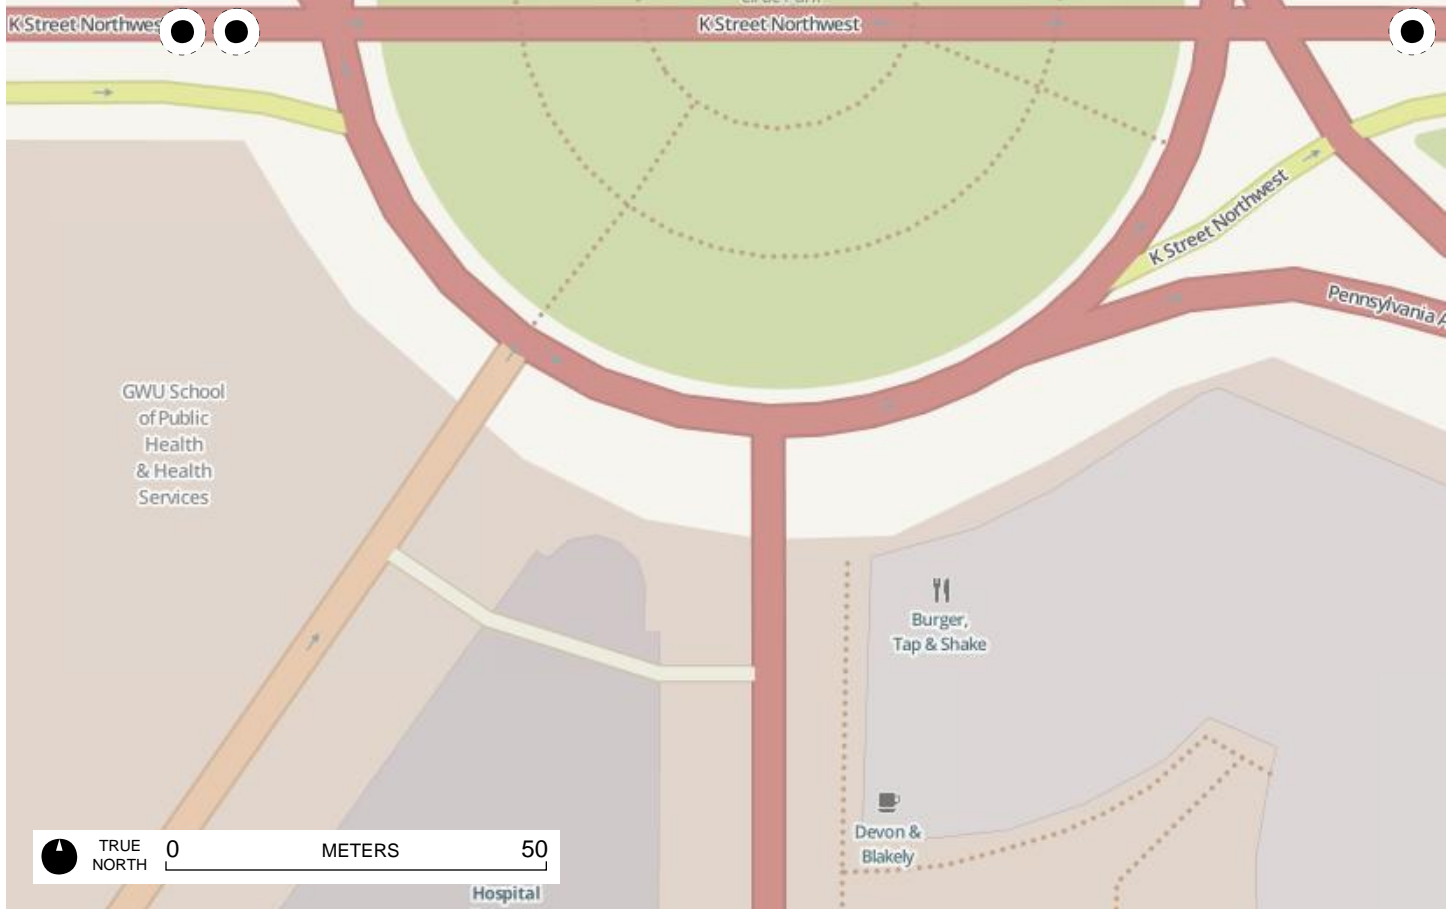 K Street Northwes
K Street Northwest
K Street Northwest
Pennsylvania A
GWU School
of Public
Health
& Health
Services
Burger,
Tap & Shake
Devon &
Blakely
TRUE
NORTH
0 METERS 50
Hospital